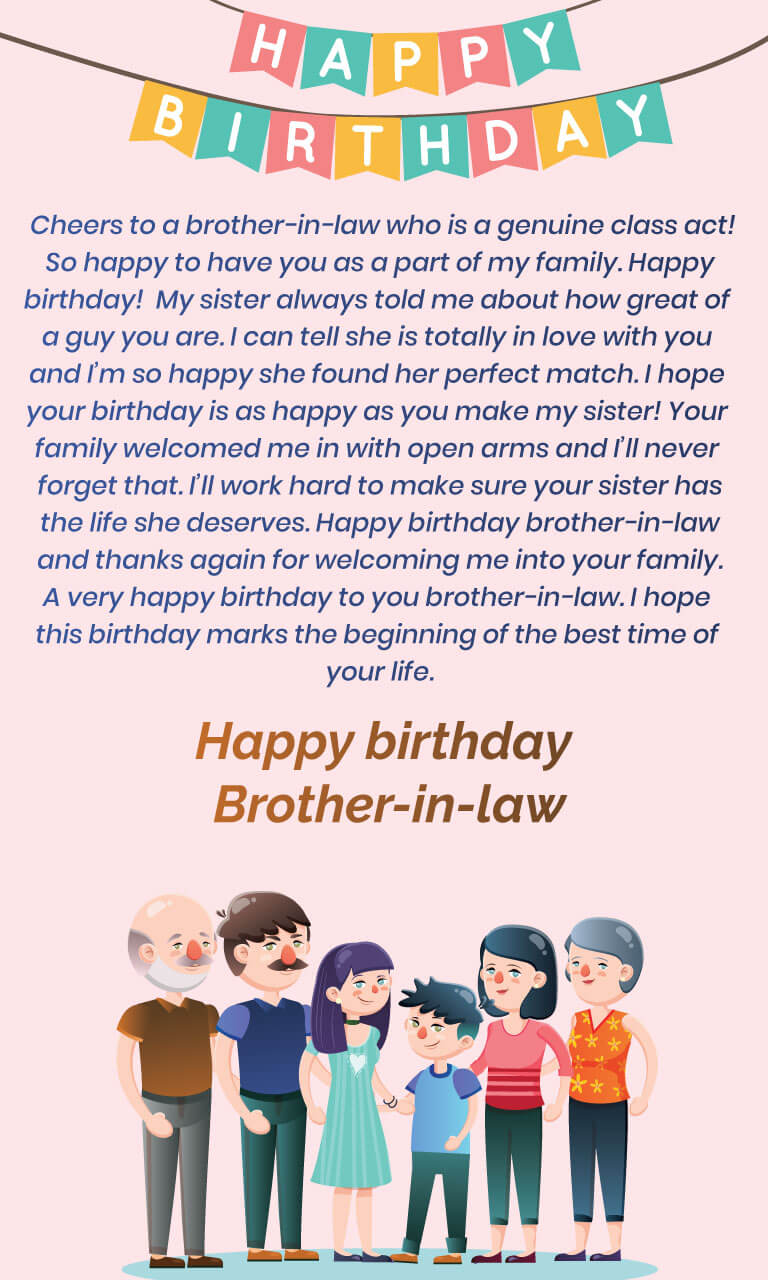 HAPPY
BIRTHDAY
Cheers to a brother-in-law who is a genuine class act!
So happy to have you as a part of my family. Happy
birthday!  My sister always told me about how great of
a guy you are. I can tell she is totally in love with you
and I'm so happy she found her perfect match. I hope
your birthday is as happy as you make my sister! Your
family welcomed me in with open arms and I'll never
forget that. I'll work hard to make sure your sister has
the life she deserves. Happy birthday brother-in-law
and thanks again for welcoming me into your family.
A very happy birthday to you brother-in-law. I hope
this birthday marks the beginning of the best time of
your life.
Happy birthday
Brother-in-law